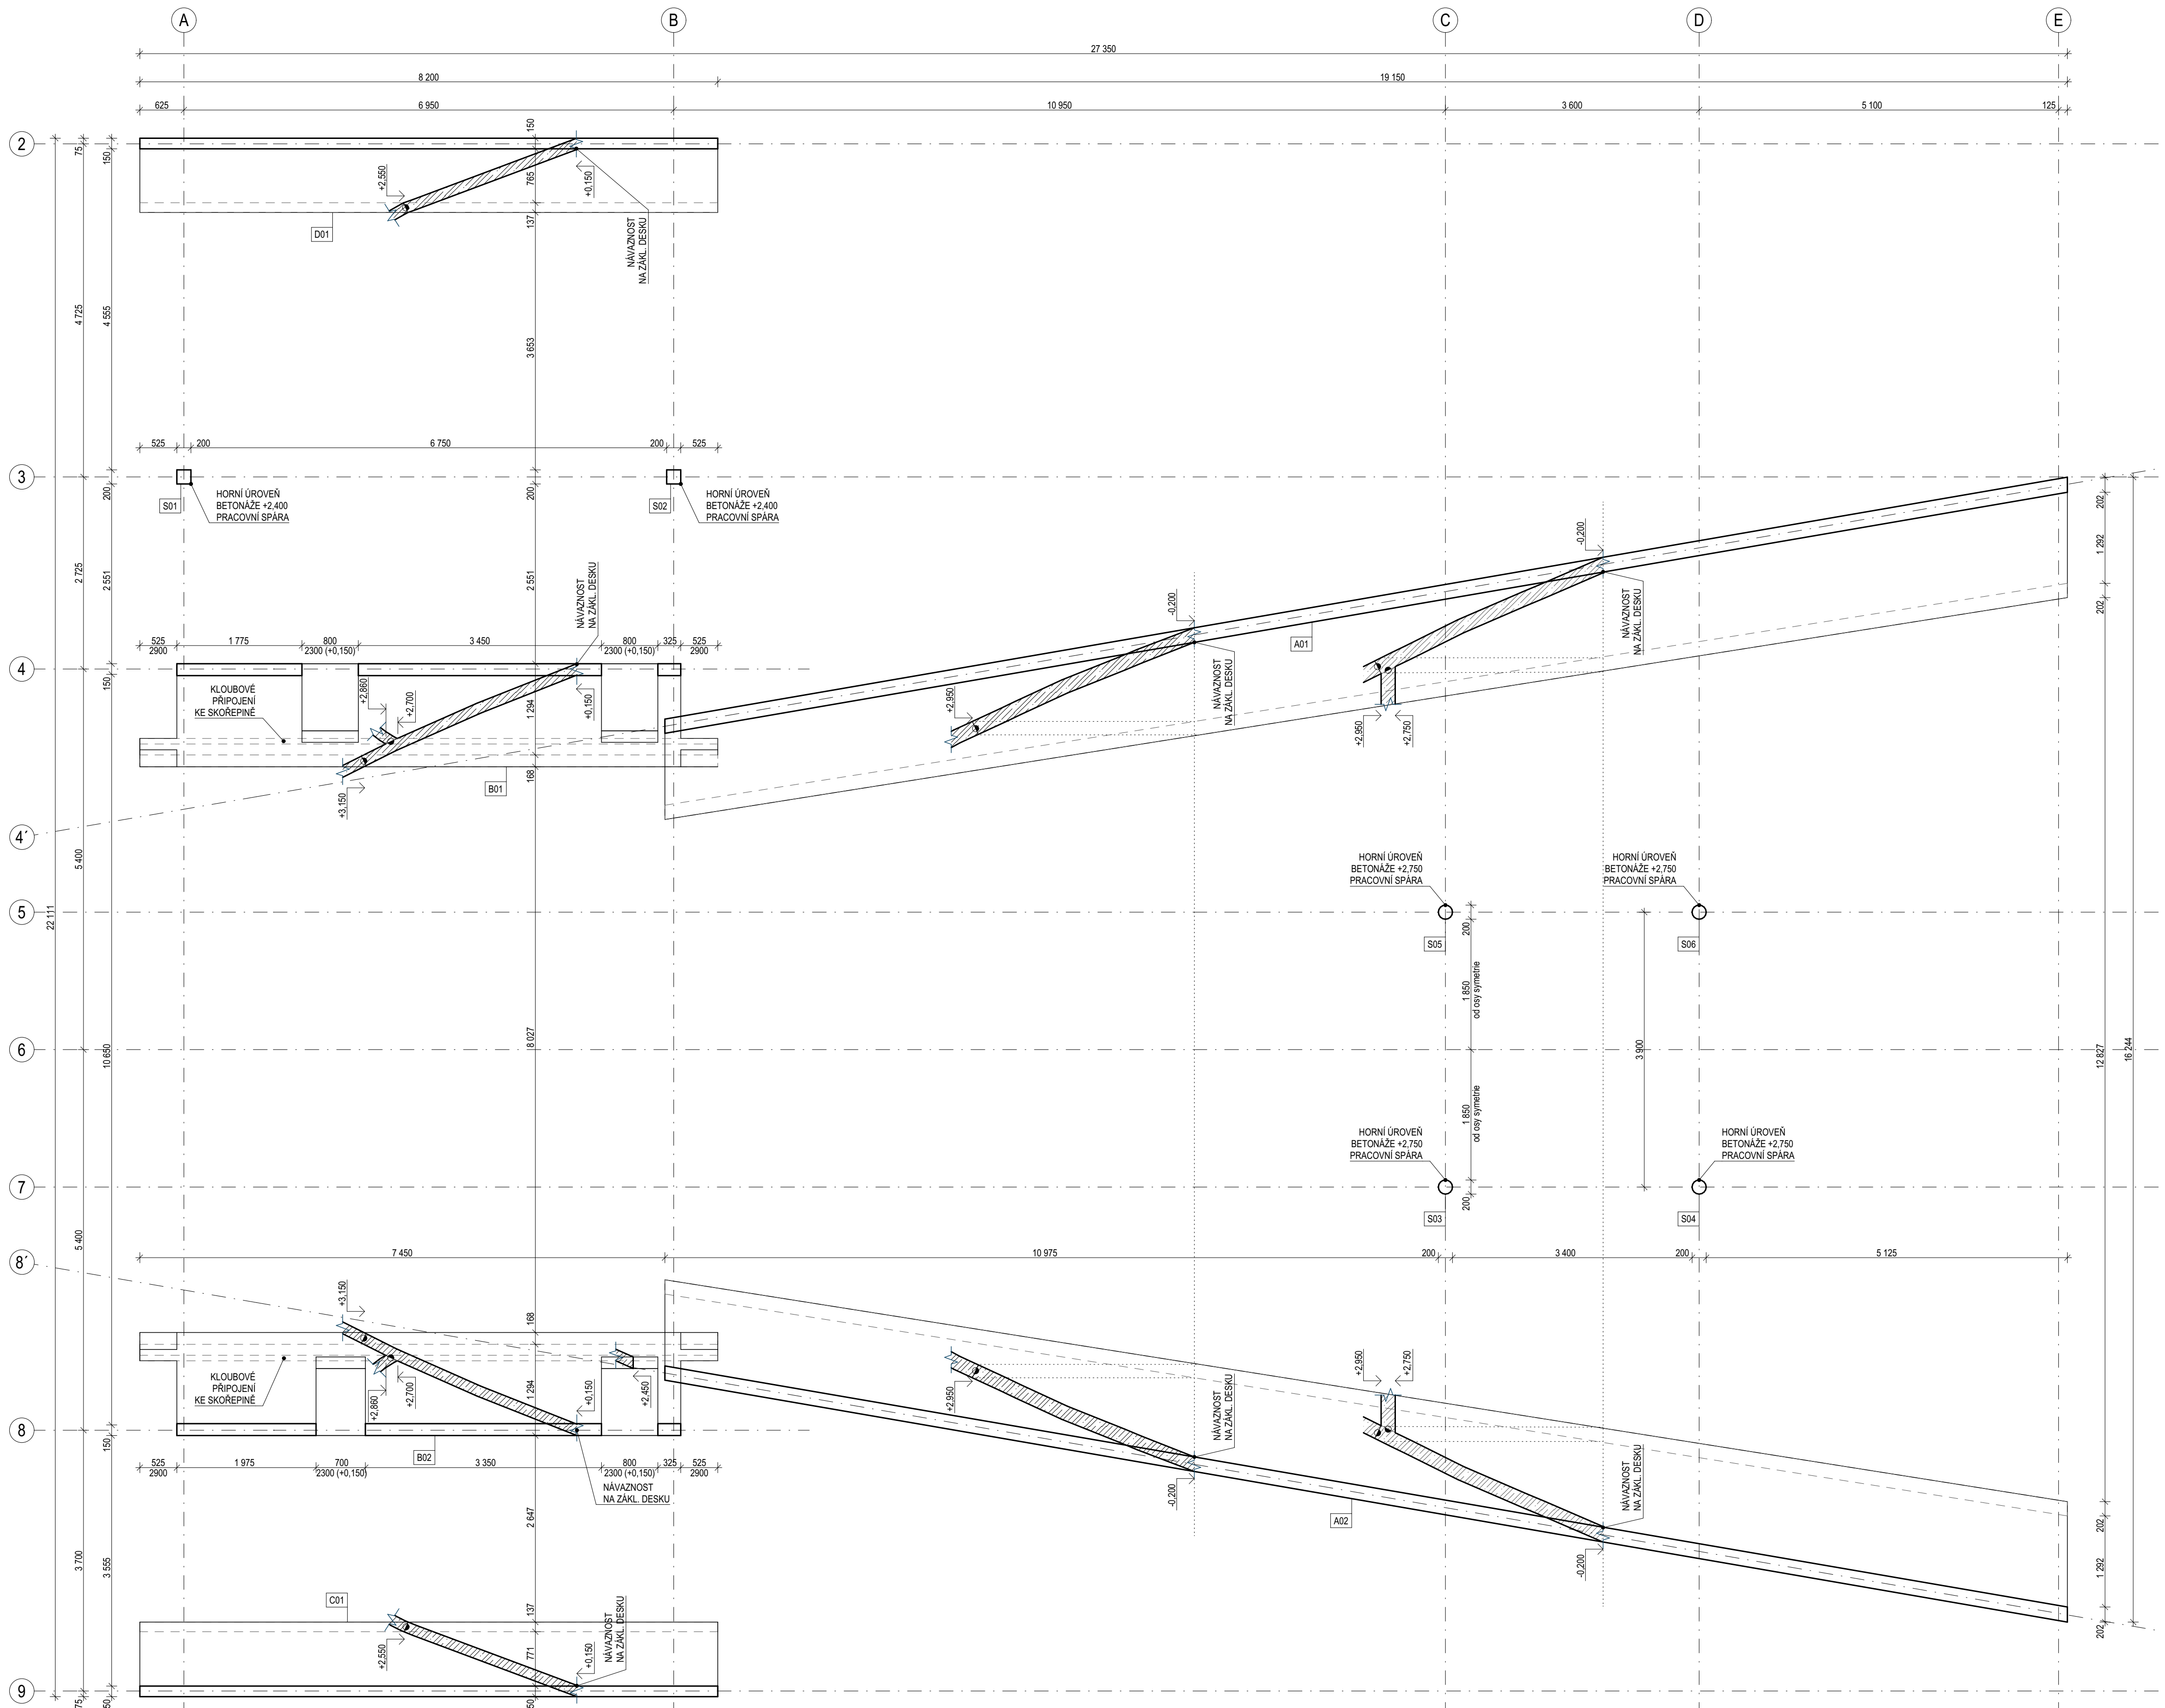 A
B
C
D
E
27 350
8 200
19 150
625
6 950
10 950
3 600
5 100
125
2
75
150
150
+2,550
765
+0,150
137
D01
NÁVAZNOST
NA ZÁKL. DESKU
4 725
4 555
3 653
525
200
6 750
200
525
3
S01
HORNÍ ÚROVEŇ
BETONÁŽE +2,400
PRACOVNÍ SPÁRA
200
200
S02
HORNÍ ÚROVEŇ
BETONÁŽE +2,400
PRACOVNÍ SPÁRA
202
1 292
202
2 725
2 551
2 551
NÁVAZNOST
NA ZÁKL. DESKU
-0,200
-0,200
NÁVAZNOST
NA ZÁKL. DESKU
A01
NÁVAZNOST
NA ZÁKL. DESKU
525
2900
1 775
800
2300 (+0,150)
3 450
800
2300 (+0,150)
325
525
2900
4
150
KLOUBOVÉ
PŘIPOJENÍ
KE SKOŘEPINĚ
+2,860
+2,700
1 294
+0,150
+2,950
+2,950
+2,750
168
+3,150
B01
4´
5 400
HORNÍ ÚROVEŇ
BETONÁŽE +2,750
PRACOVNÍ SPÁRA
HORNÍ ÚROVEŇ
BETONÁŽE +2,750
PRACOVNÍ SPÁRA
5
22 111
S05
200
S06
1 850
od osy symetrie
6
10 650
8 027
3 900
12 827
16 244
1 850
od osy symetrie
HORNÍ ÚROVEŇ
BETONÁŽE +2,750
PRACOVNÍ SPÁRA
HORNÍ ÚROVEŇ
BETONÁŽE +2,750
PRACOVNÍ SPÁRA
7
200
S03
S04
5 400
8´
7 450
10 975
200
3 400
200
5 125
+3,150
168
KLOUBOVÉ
PŘIPOJENÍ
KE SKOŘEPINĚ
+2,860
+2,700
1 294
+0,150
+2,450
+2,950
NÁVAZNOST
NA ZÁKL. DESKU
+2,950
+2,750
8
150
B02
525
2900
1 975
700
2300 (+0,150)
3 350
800
2300 (+0,150)
325
525
2900
NÁVAZNOST
NA ZÁKL. DESKU
-0,200
A02
NÁVAZNOST
NA ZÁKL. DESKU
-0,200
202
1 292
202
3 700
3 555
2 647
C01
137
+2,550
771
+0,150
NÁVAZNOST
NA ZÁKL. DESKU
9
75